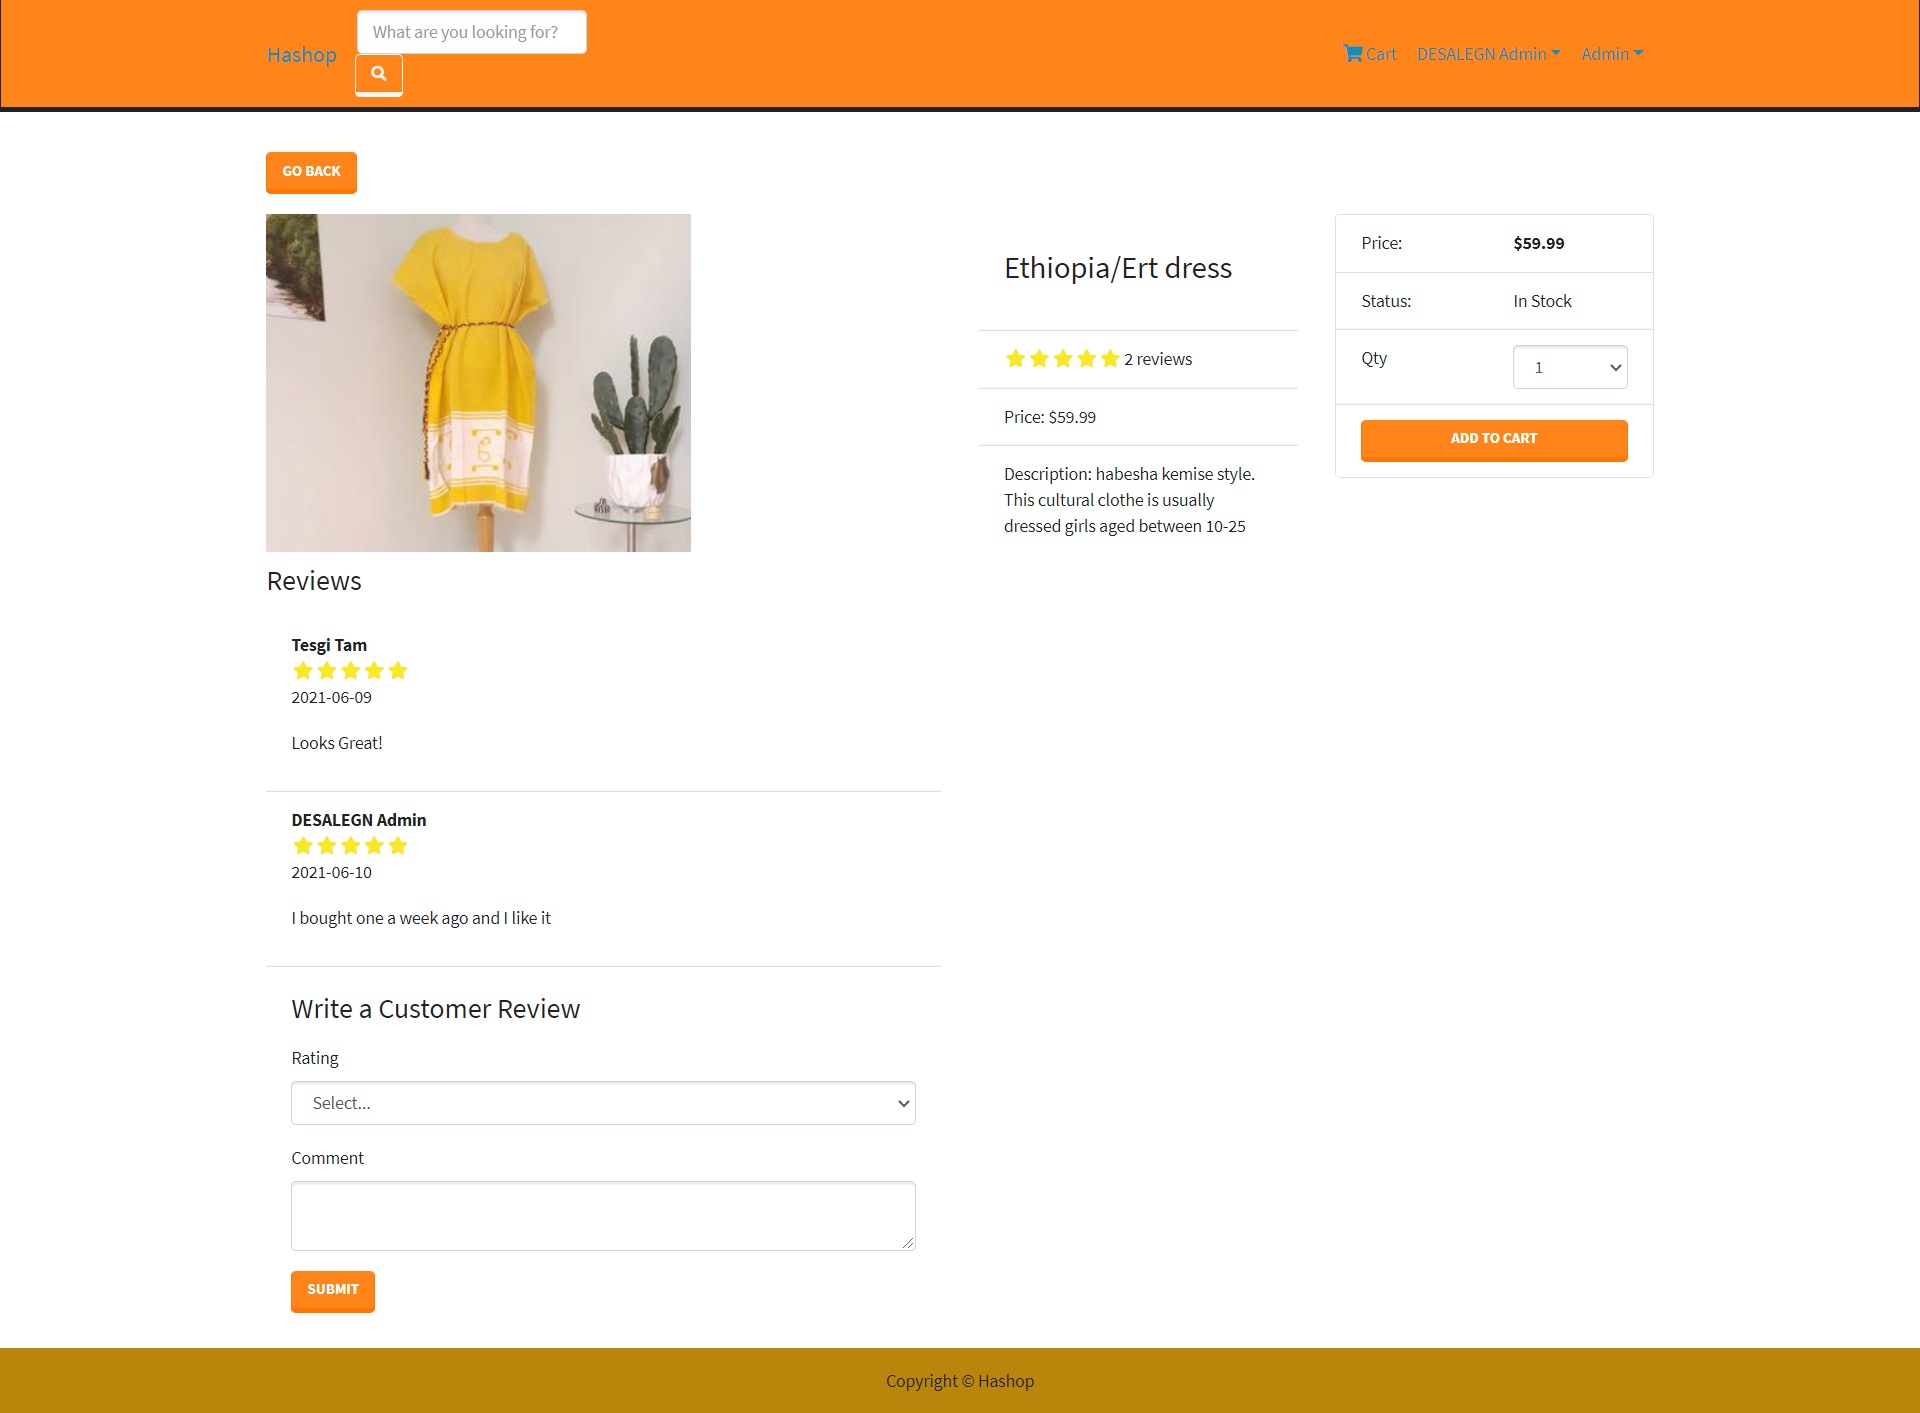 Hashop
What are you looking for?
Cart
DESALEGN Admin
Admin
GO BACK
Ethiopia/Ert dress
2 reviews
Price: $59.99
Description: habesha kemise style.
This cultural clothe is usually
dressed girls aged between 10-25
Price: $59.99
Status: In Stock
Qty 1
ADD TO CART
Reviews
Tesgi Tam
2021-06-09
Looks Great!
DESALEGN Admin
2021-06-10
I bought one a week ago and I like it
Write a Customer Review
Rating
Select...
Comment
SUBMIT
Copyright © Hashop